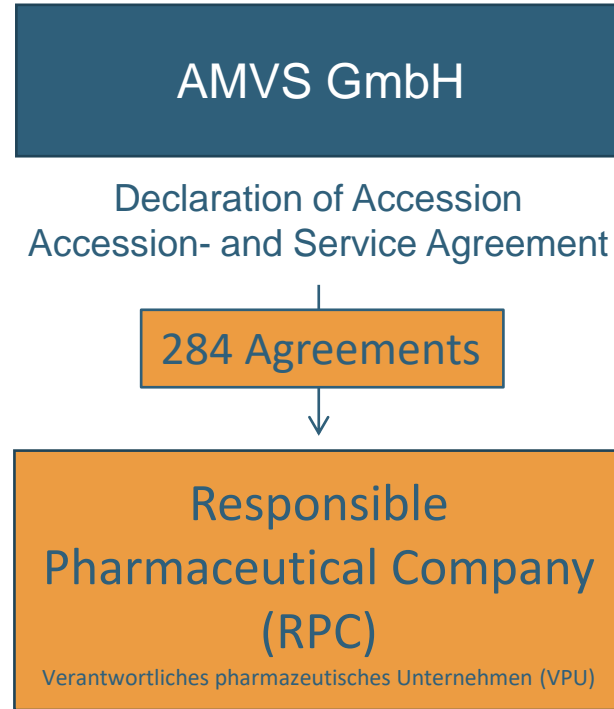 AMVS GmbH
Declaration of Accession
Accession- and Service Agreement
284 Agreements
Responsible
Pharmaceutical Company
(RPC)
Verantwortliches pharmazeutisches Unternehmen (VPU)